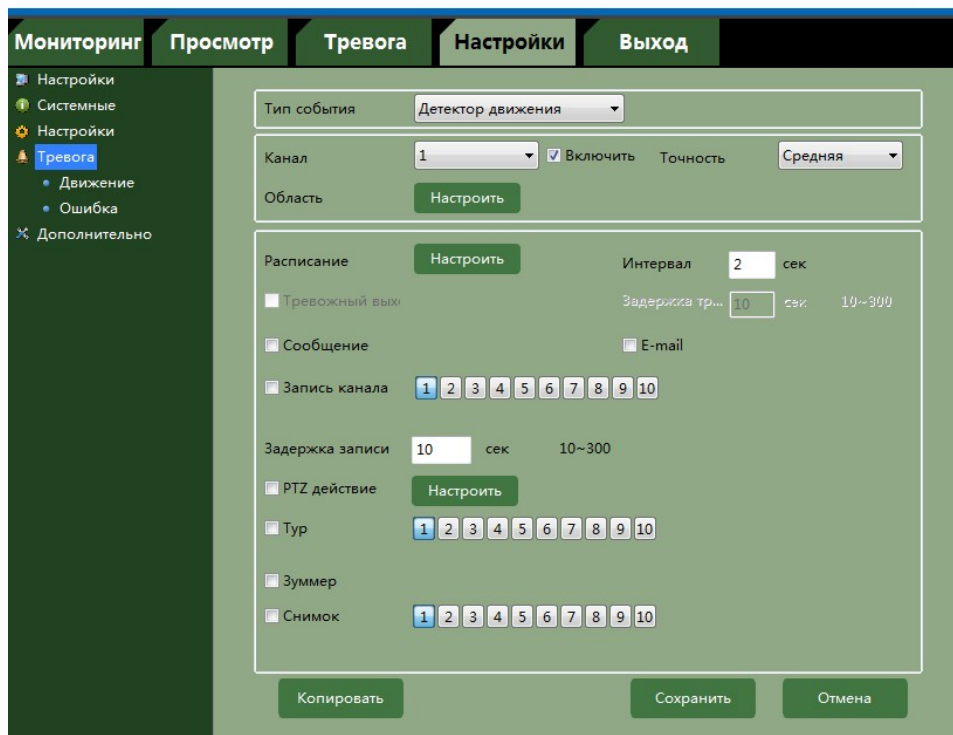 Мониторинг Просмотр Тревога Настройки Выход
Настройки
Системные
Настройки
Тревога
Движение
Ошибка
Дополнительно
Тип события Детектор движения
Канал 1 Включить Точность Средняя
Область Настроить
Расписание Настроить Интервал 2 сек
Тревожный вых Задержка тр... 10 сек 10~300
Сообщение E-mail
Запись канала 1 2 3 4 5 6 7 8 9 10
Задержка записи 10 сек 10~300
PTZ действие Настроить
Тур 1 2 3 4 5 6 7 8 9 10
Зуммер
Снимок 1 2 3 4 5 6 7 8 9 10
Копировать Сохранить Отмена